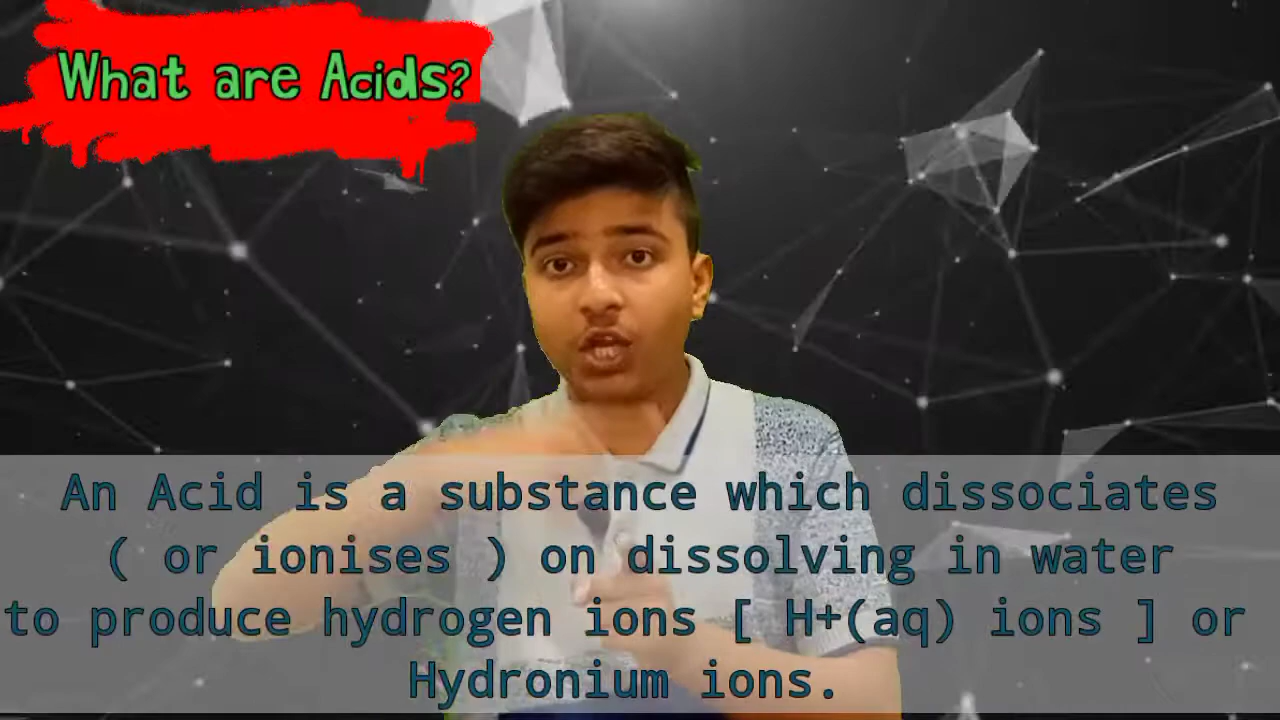 What are Acids?
An Acid is a substance which dissociates
( or ionises ) on dissolving in water
to produce hydrogen ions [ H+(aq) ions ] or
Hydronium ions.